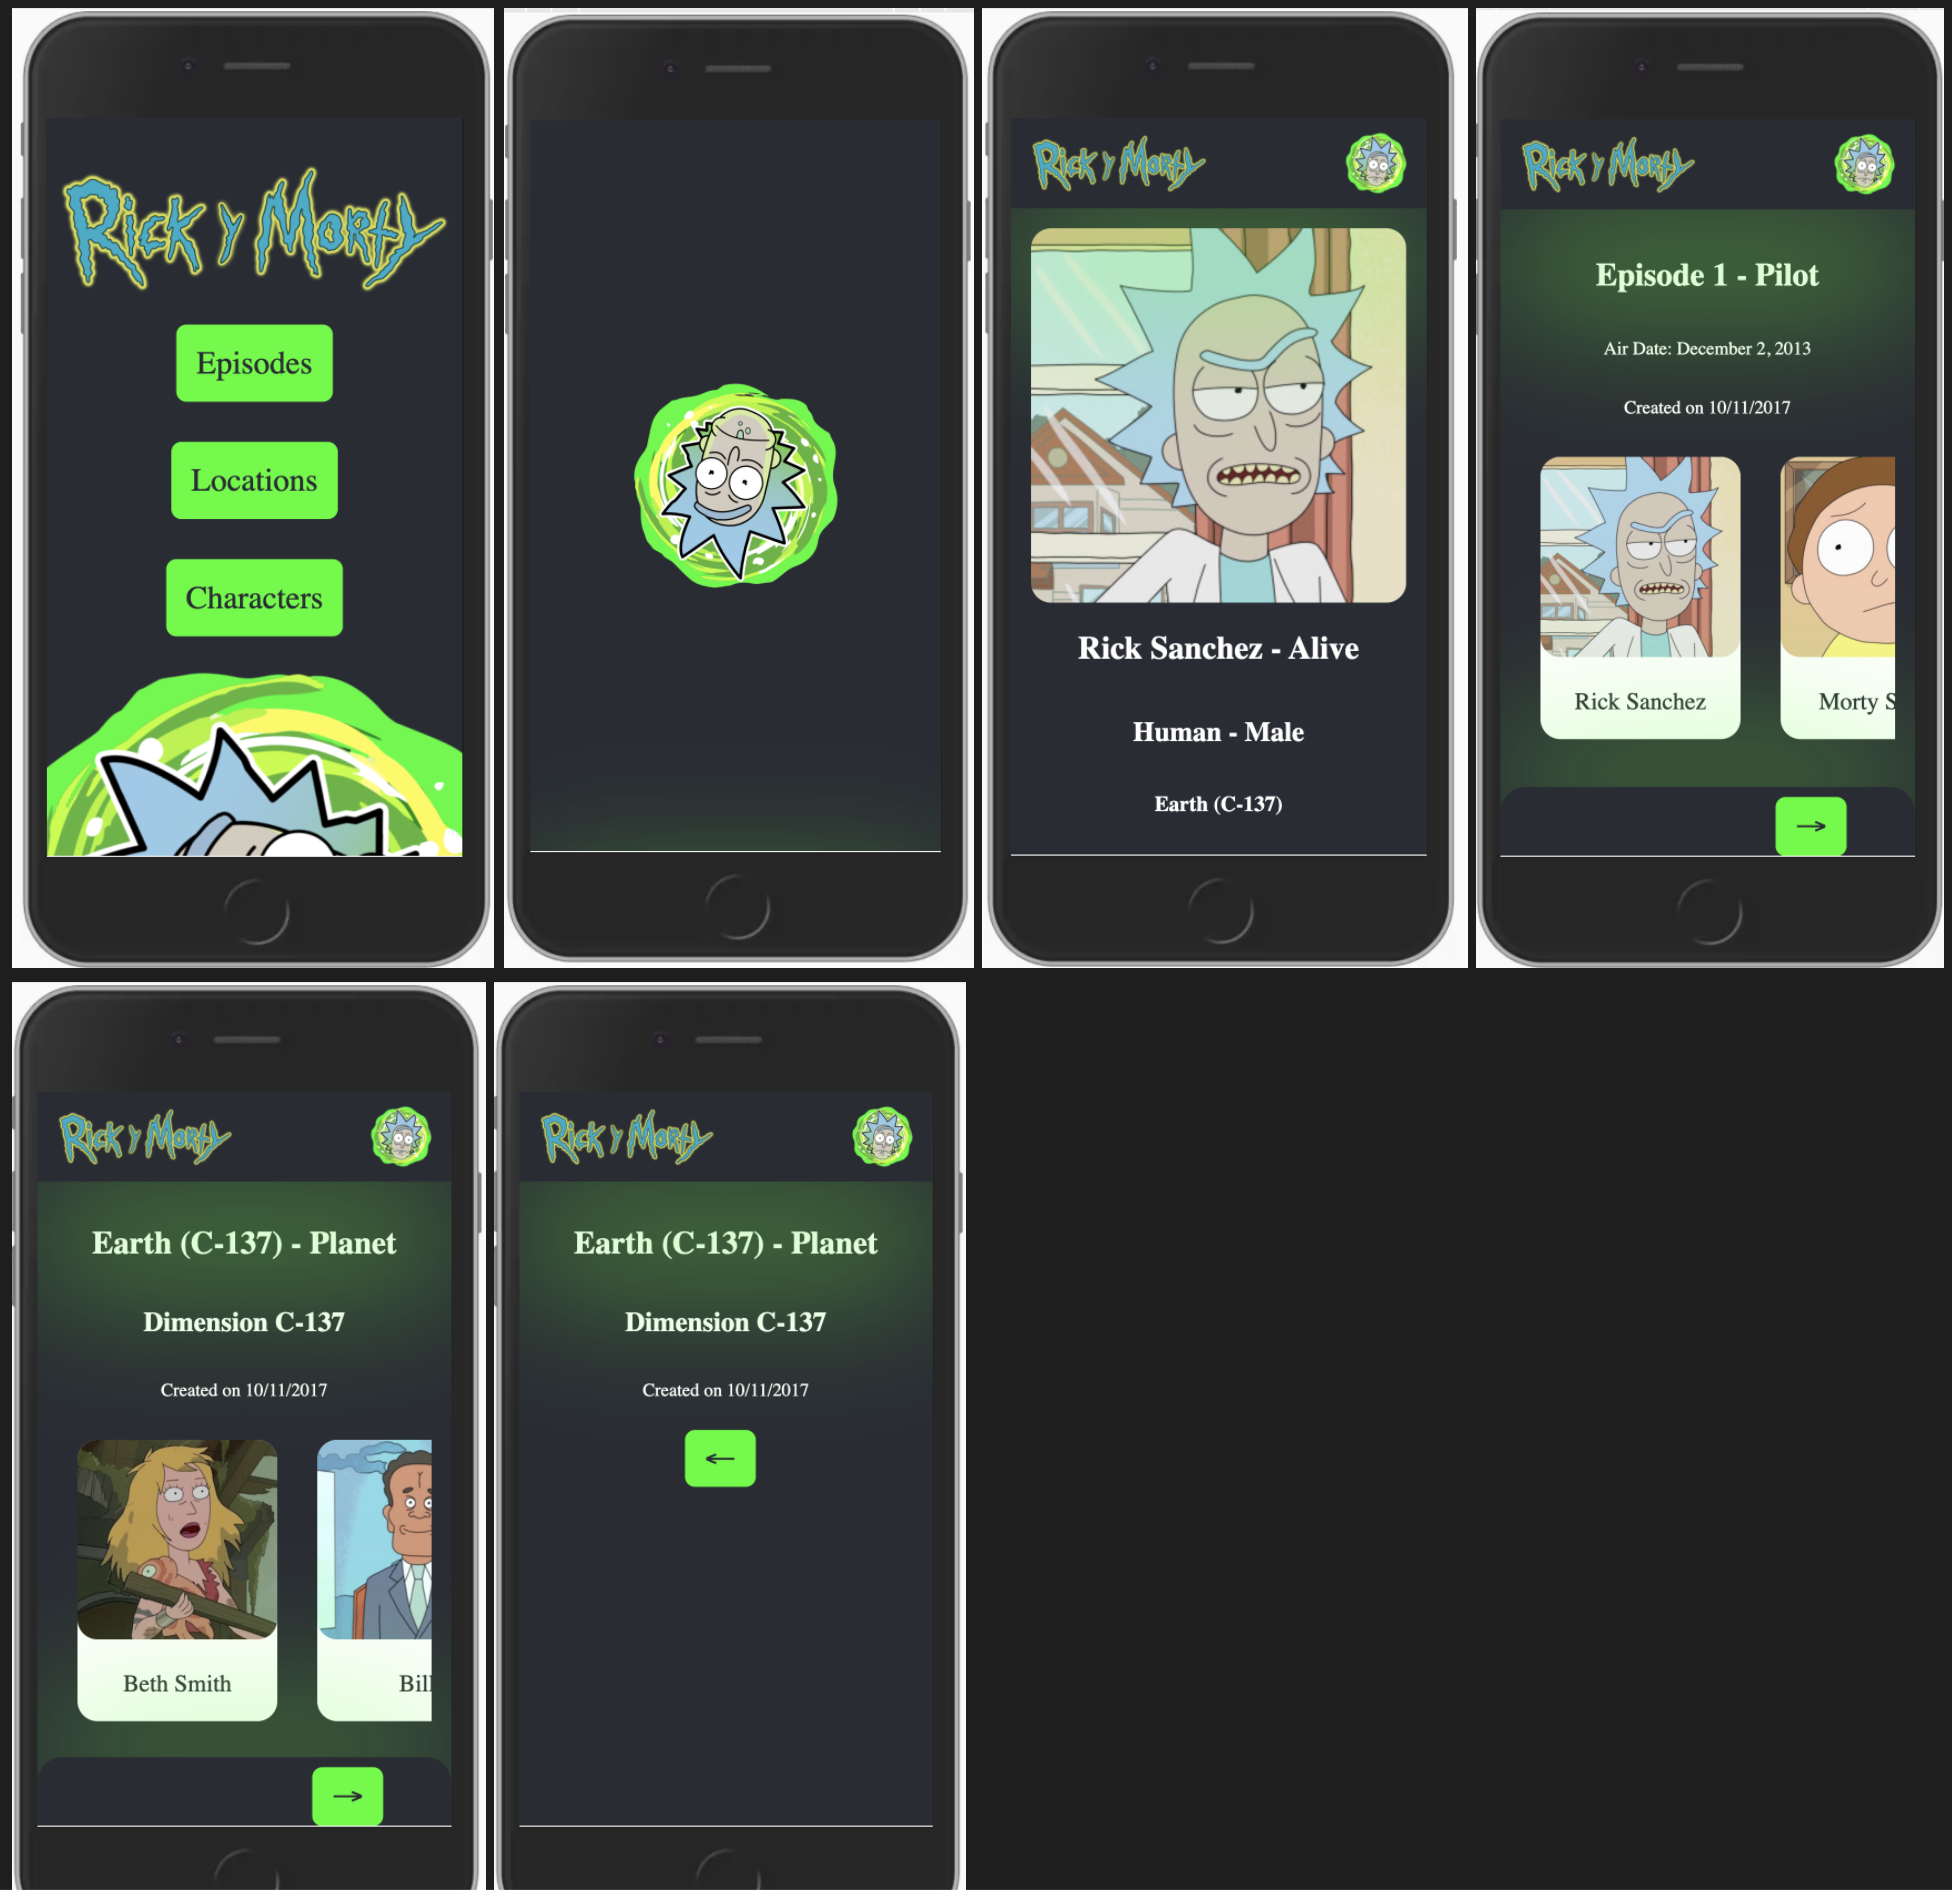 Rick y Morty
Episodes
Locations
Characters
Rick y Morty
Rick Sanchez - Alive
Human - Male
Earth (C-137)
Rick y Morty
Episode 1 - Pilot
Air Date: December 2, 2013
Created on 10/11/2017
Rick Sanchez
Morty S
→
Rick y Morty
Earth (C-137) - Planet
Dimension C-137
Created on 10/11/2017
Beth Smith
Bill
→
Rick y Morty
Earth (C-137) - Planet
Dimension C-137
Created on 10/11/2017
←